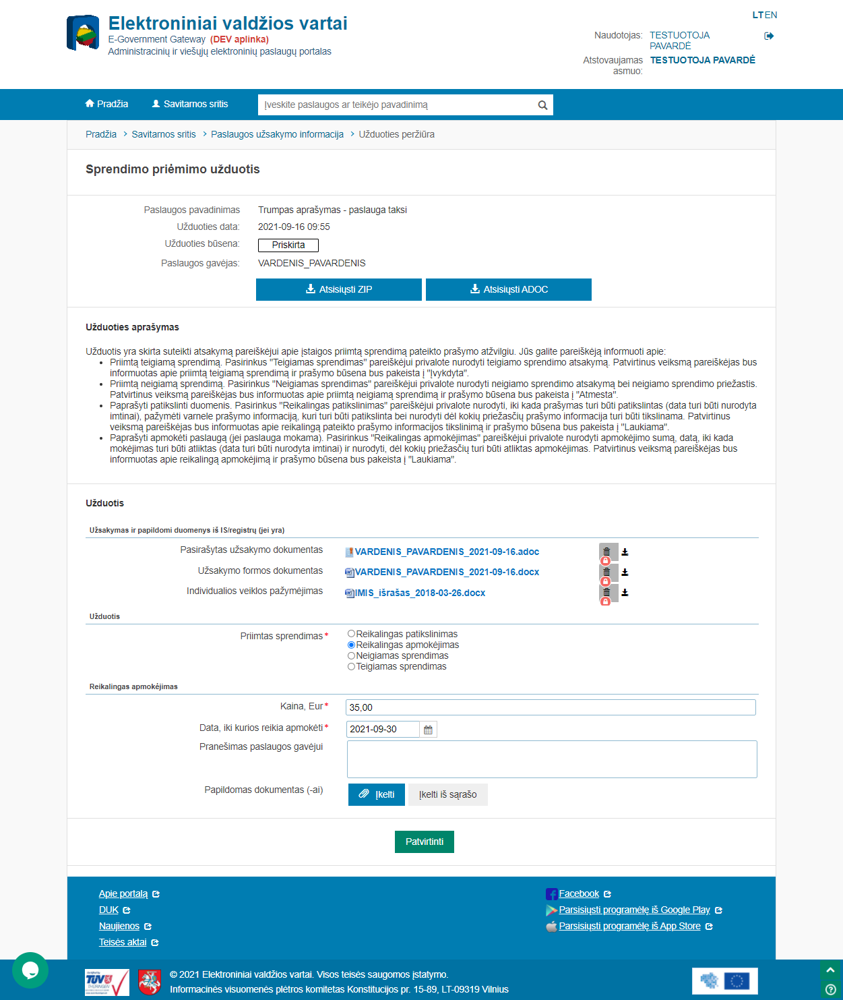 LTEN
Elektroniniai valdžios vartai
E-Government Gateway (DEV aplinka)
Administracinių ir viešųjų elektroninių paslaugų portalas
Naudotojas: TESTUOTOJA
PAVARDĖ
Atstovaujamas TESTUOTOJA PAVARDĖ
asmuo:
Pradžia Savitarnos sritis Įveskite paslaugos ar teikėjo pavadinimą
Pradžia > Savitarnos sritis > Paslaugos užsakymo informacija > Užduoties peržiūra
Sprendimo priėmimo užduotis
Paslaugos pavadinimas Trumpas aprašymas - paslauga taksi
Užduoties data: 2021-09-16 09:55
Užduoties būsena: Priskirta
Paslaugos gavėjas: VARDENIS_PAVARDENIS
Atsisiųsti ZIP Atsisiųsti ADOC
Užduoties aprašymas
Užduotis yra skirta suteikti atsakymą pareiškėjui apie įstaigos priimtą sprendimą pateikto prašymo atžvilgiu. Jūs galite pareiškėją informuoti apie:
• Priimtą teigiamą sprendimą. Pasirinkus "Teigiamas sprendimas" pareiškėjui privalote nurodyti teigiamo sprendimo atsakymą. Patvirtinus veiksmą pareiškėjas bus
informuotas apie priimtą teigiamą sprendimą ir prašymo būsena bus pakeista į "Įvykdyta".
• Priimtą neigiamą sprendimą. Pasirinkus "Neigiamas sprendimas" pareiškėjui privalote nurodyti neigiamo sprendimo atsakymą bei neigiamo sprendimo priežastis.
Patvirtinus veiksmą pareiškėjas bus informuotas apie priimtą neigiamą sprendimą ir prašymo būsena bus pakeista į "Atmesta".
• Paprašyti patikslinti duomenis. Pasirinkus "Reikalingas patikslinimas" pareiškėjui privalote nurodyti, iki kada prašymas turi būti patikslintas (data turi būti nurodyta
imtinai), pažymėti varnele prašymo informaciją, kuri turi būti patikslinta bei nurodyti dėl kokių priežasčių prašymo informacija turi būti tikslinama. Patvirtinus
veiksmą pareiškėjas bus informuotas apie reikalingą pateikto prašymo informacijos tikslinimą ir prašymo būsena bus pakeista į "Laukiama".
• Paprašyti apmokėti paslaugą (jei paslauga mokama). Pasirinkus "Reikalingas apmokėjimas" pareiškėjui privalote nurodyti apmokėjimo sumą, datą, iki kada
mokėjimas turi būti atliktas (data turi būti nurodyta imtinai) ir nurodyti, dėl kokių priežasčių turi būti atliktas apmokėjimas. Patvirtinus veiksmą pareiškėjas bus
informuotas apie reikalingą apmokėjimą ir prašymo būsena bus pakeista į "Laukiama".
Užduotis
Užsakymas ir papildomi duomenys iš IS/registrų (jei yra)
Pasirašytas užsakymo dokumentas VARDENIS_PAVARDENIS_2021-09-16.adoc
Užsakymo formos dokumentas VARDENIS_PAVARDENIS_2021-09-16.docx
Individualios veiklos pažymėjimas IMIS_išrašas_2018-03-26.docx
Užduotis
Priimtas sprendimas* Reikalingas patikslinimas
Reikalingas apmokėjimas
Neigiamas sprendimas
Teigiamas sprendimas
Reikalingas apmokėjimas
Kaina, Eur* 35,00
Data, iki kurios reikia apmokėti* 2021-09-30
Pranešimas paslaugos gavėjui
Papildomas dokumentas (-ai) Įkelti Įkelti iš sąrašo
Patvirtinti
Apie portalą
DUK
Naujienos
Teisės aktai
Facebook
Parsisiųsti programėlę iš Google Play
Parsisiųsti programėlę iš App Store
TÜV
THÜRINGEN
© 2021 Elektroniniai valdžios vartai. Visos teisės saugomos įstatymo.
Informacinės visuomenės plėtros komitetas Konstitucijos pr. 15-89, LT-09319 Vilnius